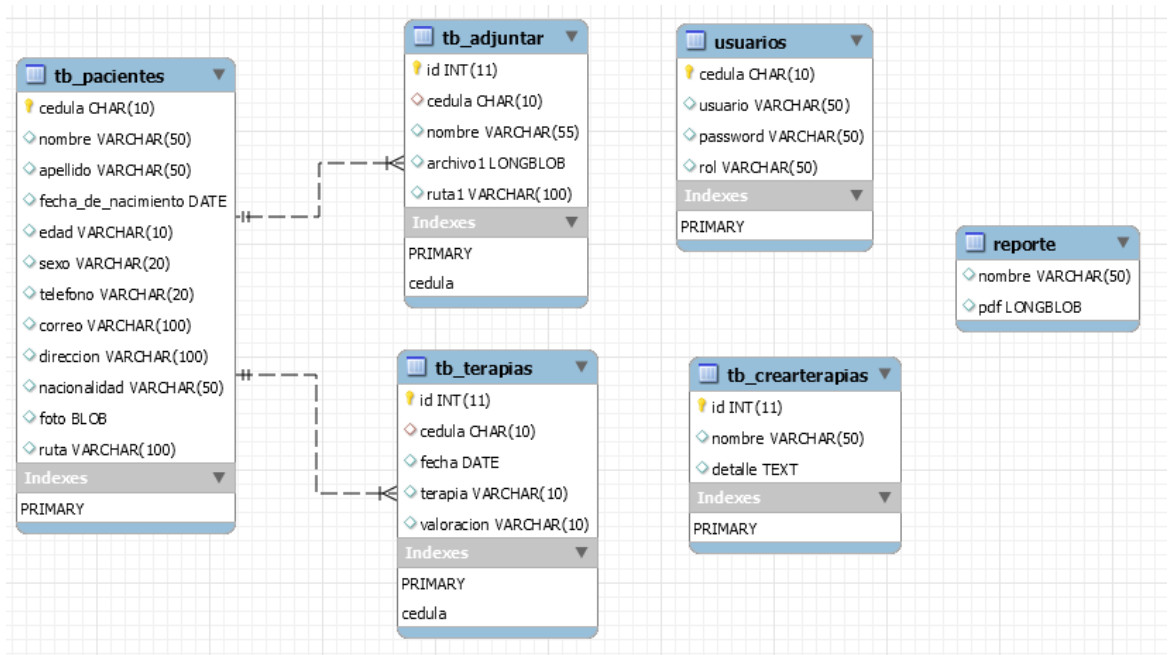 tb_pacientes
cedula CHAR(10)
nombre VARCHAR(50)
apellido VARCHAR(50)
fecha_de_nacimiento DATE
edad VARCHAR(10)
sexo VARCHAR(20)
telefono VARCHAR(20)
correo VARCHAR(100)
direccion VARCHAR(100)
nacionalidad VARCHAR(50)
foto BLOB
ruta VARCHAR(100)
Indexes
PRIMARY
tb_adjuntar
id INT(11)
cedula CHAR(10)
nombre VARCHAR(55)
archivo1 LONGBLOB
ruta1 VARCHAR(100)
Indexes
PRIMARY
cedula
tb_terapias
id INT(11)
cedula CHAR(10)
fecha DATE
terapia VARCHAR(10)
valoracion VARCHAR(10)
Indexes
PRIMARY
cedula
usuarios
cedula CHAR(10)
usuario VARCHAR(50)
password VARCHAR(50)
rol VARCHAR(50)
Indexes
PRIMARY
tb_crearterapias
id INT(11)
nombre VARCHAR(50)
detalle TEXT
Indexes
PRIMARY
reporte
nombre VARCHAR(50)
pdf LONGBLOB